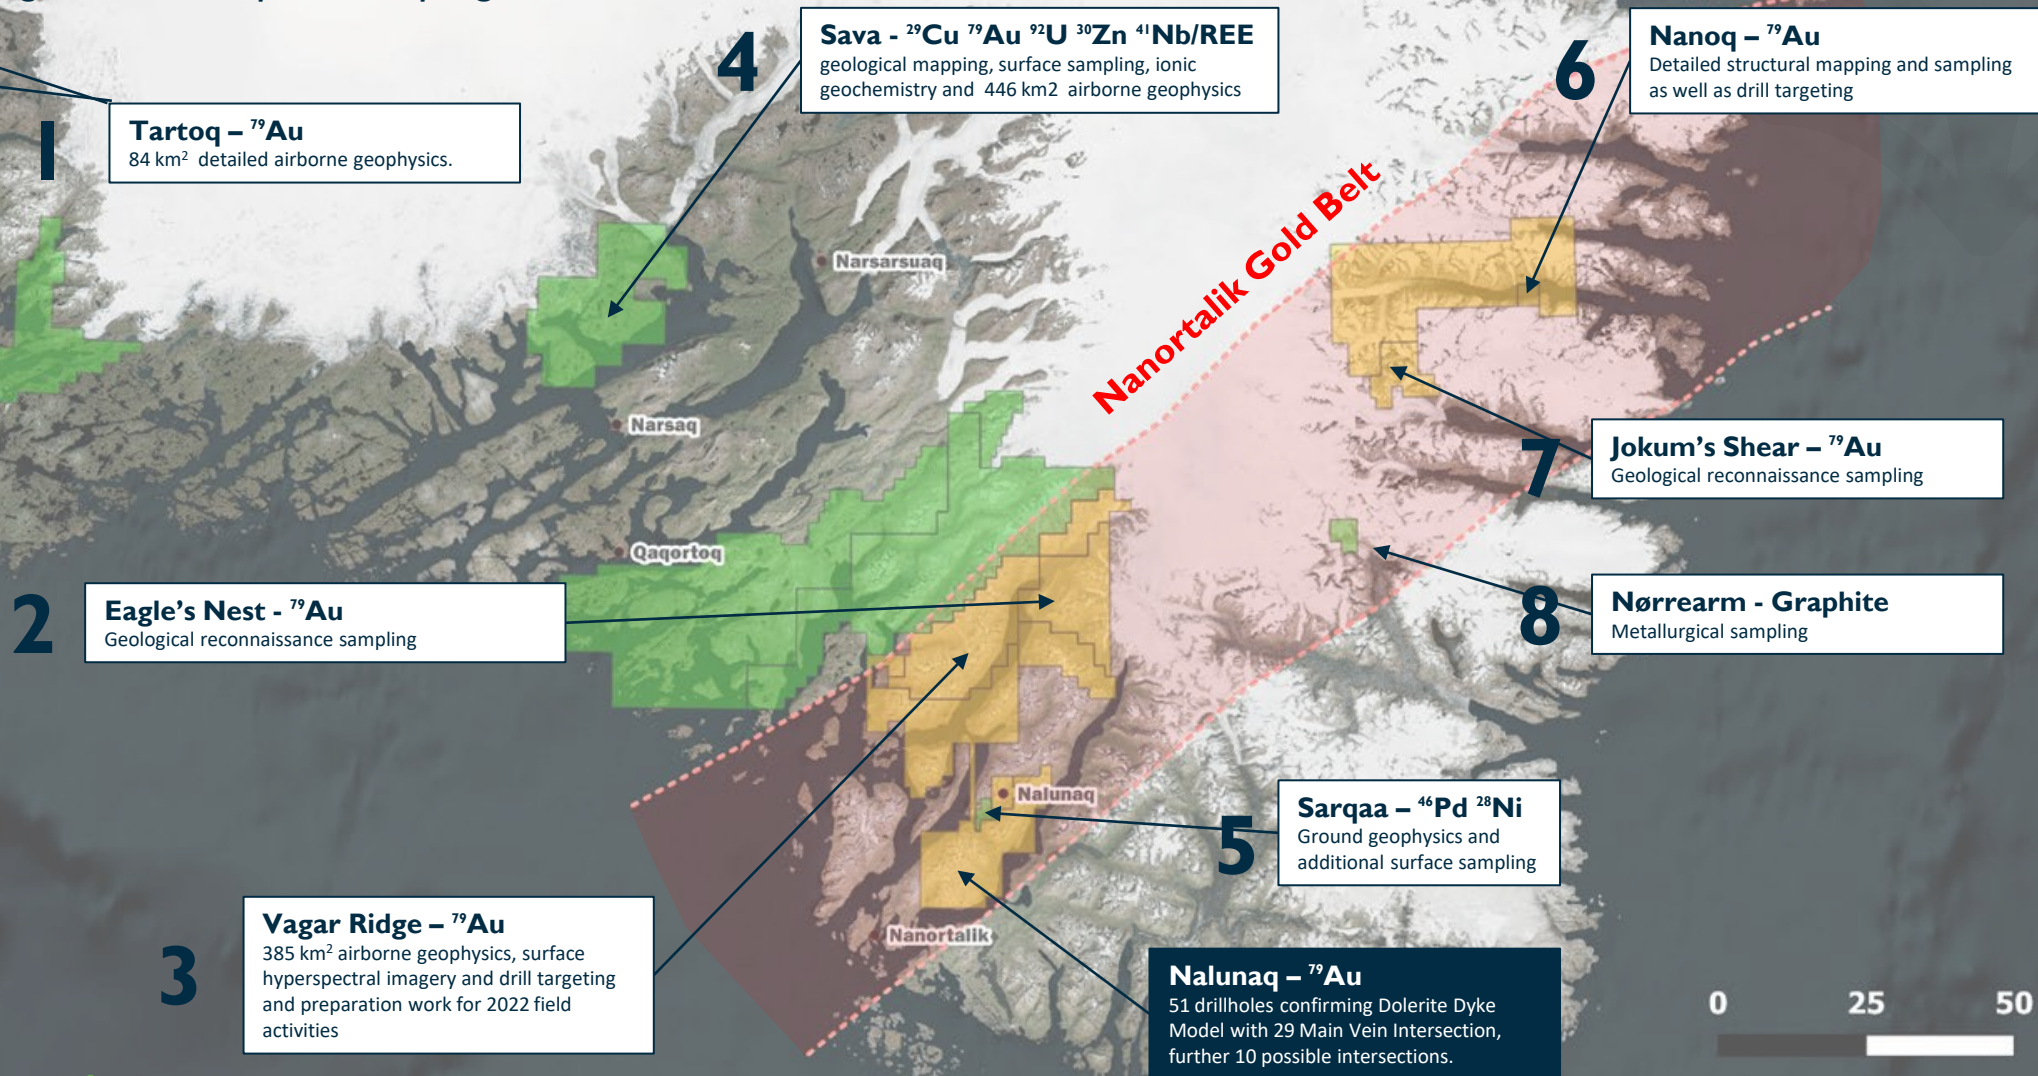 4
Sava - ²⁹Cu ⁷⁹Au ⁹²U ³⁰Zn ⁴¹Nb/REE
geological mapping, surface sampling, ionic
geochemistry and 446 km2 airborne geophysics
6
Nanoq – ⁷⁹Au
Detailed structural mapping and sampling
as well as drill targeting
1
Tartoq – ⁷⁹Au
84 km² detailed airborne geophysics.
Nanortalik Gold Belt
Narsarsuaq
Narsaq
7
Jokum's Shear – ⁷⁹Au
Geological reconnaissance sampling
Qaqortoq
2
Eagle's Nest - ⁷⁹Au
Geological reconnaissance sampling
8
Nørrearm - Graphite
Metallurgical sampling
Nalunaq
5
Sarqaa – ⁴⁶Pd ²⁸Ni
Ground geophysics and
additional surface sampling
3
Vagar Ridge – ⁷⁹Au
385 km² airborne geophysics, surface
hyperspectral imagery and drill targeting
and preparation work for 2022 field
activities
Nanortalik
Nalunaq – ⁷⁹Au
51 drillholes confirming Dolerite Dyke
Model with 29 Main Vein Intersection,
further 10 possible intersections.
0 25 50